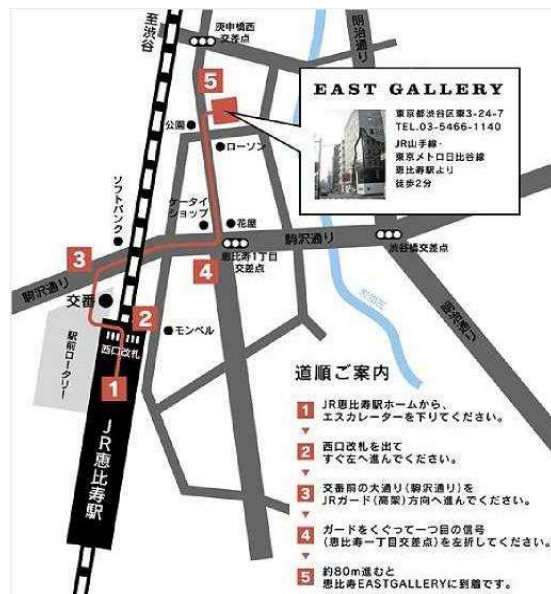 至渋谷
庚申橋西
交差点
明治通り
5
EAST GALLERY
東京都渋谷区東3-24-7
TEL.03-5466-1140
JR山手線・
東京メトロ日比谷線
恵比寿駅より
徒歩2分
公園
ローソン
ソフトバンク
ケータイ
ショップ
花屋
駒沢通り
渋谷橋交差点
3
4
恵比寿1丁目
交差点
駒沢通り
交番
2
西口改札
モンベル
駅前ロータリー
1
JR恵比寿駅
明治通り
道順ご案内
1 JR恵比寿駅ホームから、
エスカレーターを下りてください。
2 西口改札を出て
すぐ左へ進んでください。
3 交番前の大通り(駒沢通り)を
JRガード(高架)方向へ進んでください。
4 ガードをくぐって一つ目の信号
(恵比寿一丁目交差点)を左折してください。
5 約80m進むと
恵比寿EASTGALLERYに到着です。